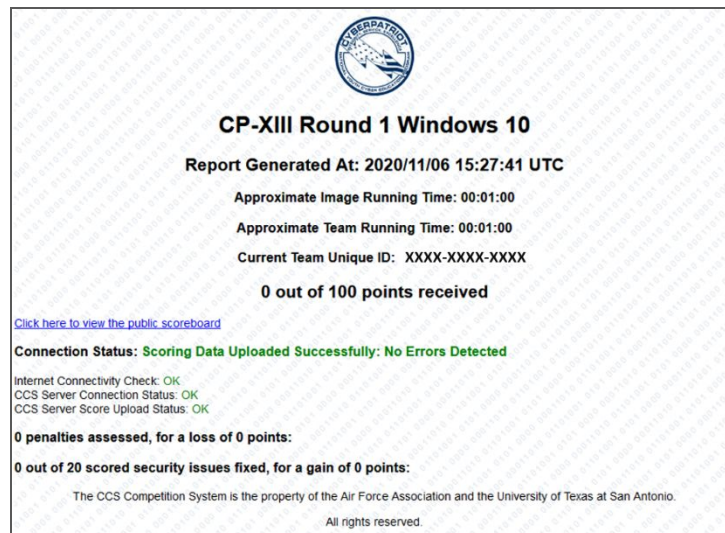 CYBERPATRIOT
CP-XIII Round 1 Windows 10
Report Generated At: 2020/11/06 15:27:41 UTC
Approximate Image Running Time: 00:01:00
Approximate Team Running Time: 00:01:00
Current Team Unique ID: XXXX-XXXX-XXXX
0 out of 100 points received
Click here to view the public scoreboard
Connection Status: Scoring Data Uploaded Successfully: No Errors Detected
Internet Connectivity Check: OK
CCS Server Connection Status: OK
CCS Server Score Upload Status: OK
0 penalties assessed, for a loss of 0 points:
0 out of 20 scored security issues fixed, for a gain of 0 points:
The CCS Competition System is the property of the Air Force Association and the University of Texas at San Antonio.
All rights reserved.